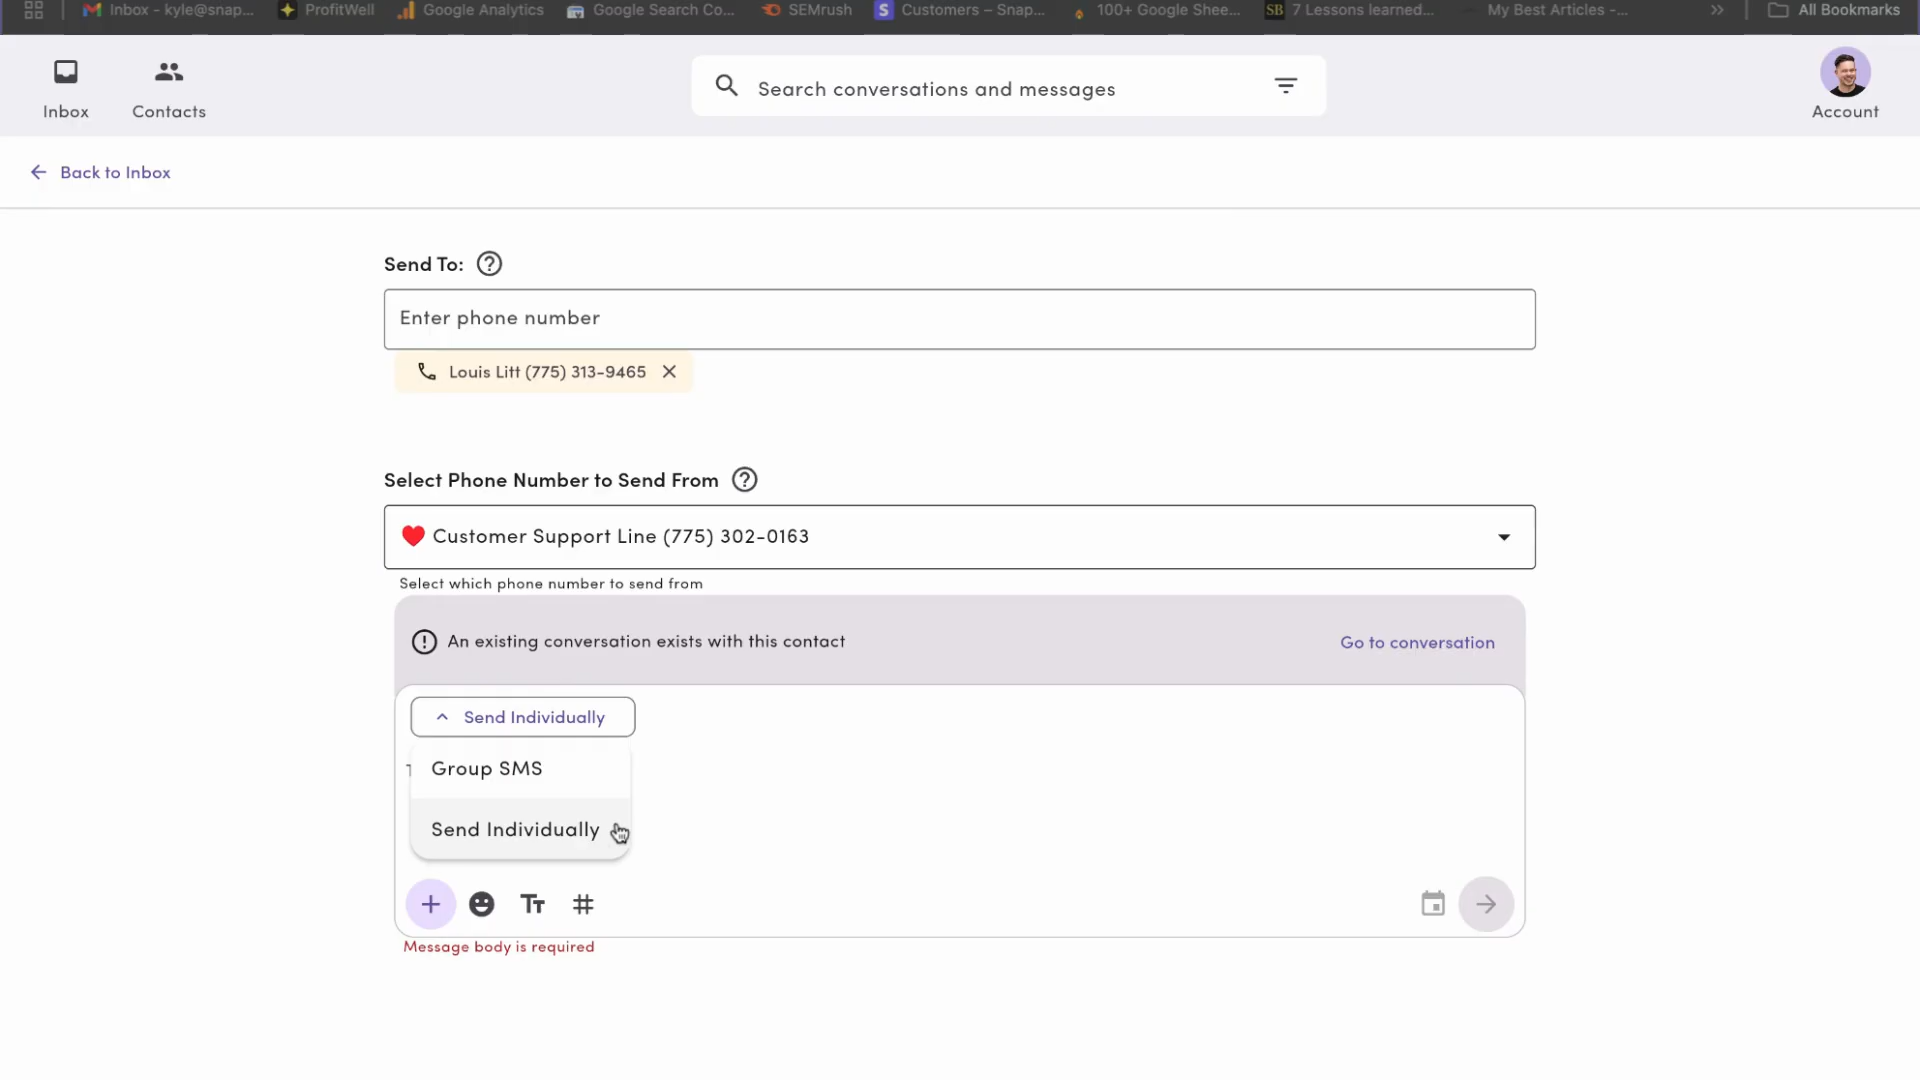 Inbox - kyle@snap...
ProfitWell
Google Analytics
Google Search Co...
SEMrush
S
Customers – Snap...
100+ Google Shee...
SB
7 Lessons learned...
My Best Articles -...
»
All Bookmarks
Inbox
Contacts
Search conversations and messages
Account
Back to Inbox
Send To:
Enter phone number
Louis Litt (775) 313-9465
Select Phone Number to Send From
Customer Support Line (775) 302-0163
Select which phone number to send from
An existing conversation exists with this contact
Go to conversation
Send Individually
Group SMS
Send Individually
Message body is required